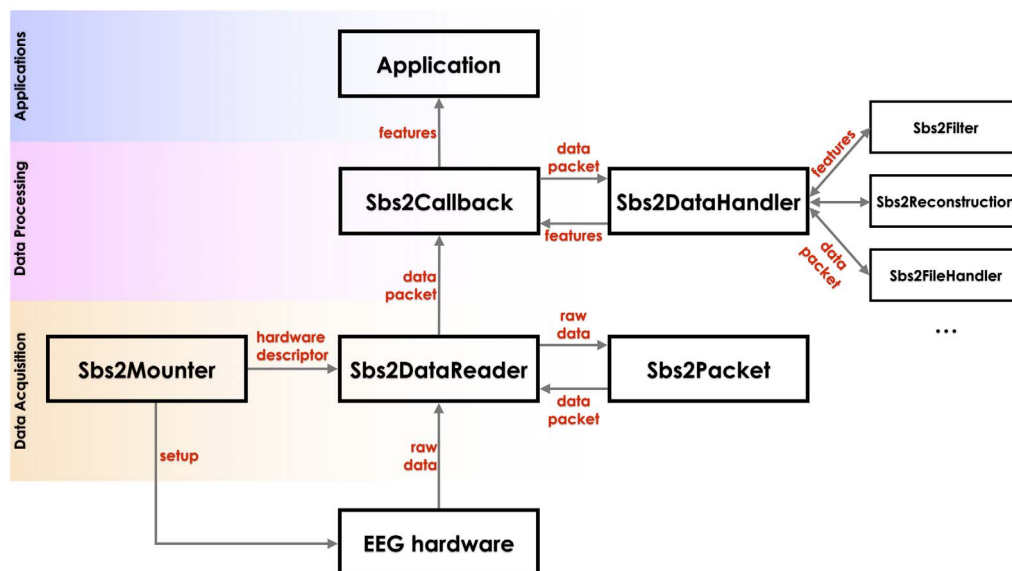 Applications
Application
features
Data Processing
data
packet
Sbs2Callback
Sbs2DataHandler
features
features
Sbs2Filter
Sbs2Reconstruction
data
packet
Sbs2FileHandler
...
data
packet
Data Acquisition
Sbs2Mounter
hardware
descriptor
Sbs2DataReader
raw
data
Sbs2Packet
data
packet
setup
raw
data
EEG hardware